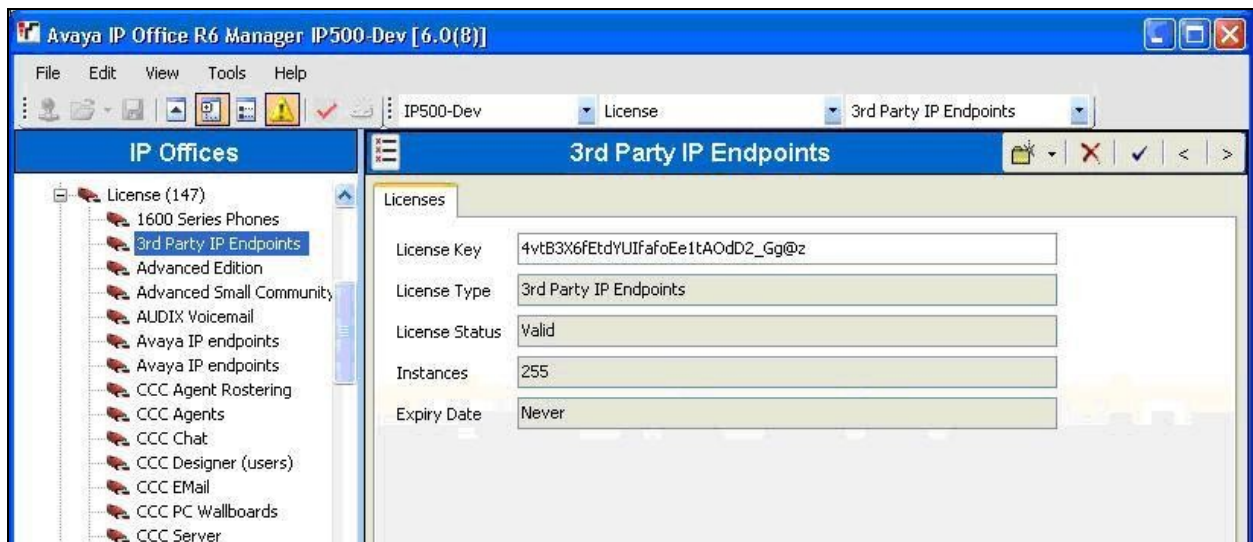 Avaya IP Office R6 Manager IP500-Dev [6.0(8)]
File Edit View Tools Help
IP500-Dev License 3rd Party IP Endpoints
IP Offices
3rd Party IP Endpoints
License (147)
1600 Series Phones
3rd Party IP Endpoints
Advanced Edition
Advanced Small Community
AUDIX Voicemail
Avaya IP endpoints
Avaya IP endpoints
CCC Agent Rostering
CCC Agents
CCC Chat
CCC Designer (users)
CCC EMail
CCC PC Wallboards
CCC Server
Licenses
License Key 4vtB3X6fEtdYUIfafoEe1tAOdD2_Gg@z
License Type 3rd Party IP Endpoints
License Status Valid
Instances 255
Expiry Date Never